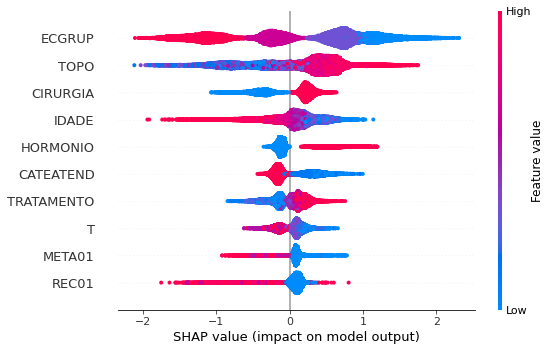 High
ECGRUP
TOPO
CIRURGIA
IDADE
HORMONIO
CATEATEND
TRATAMENTO
T
META01
REC01
Feature value
Low
−2 −1 0 1 2
SHAP value (impact on model output)